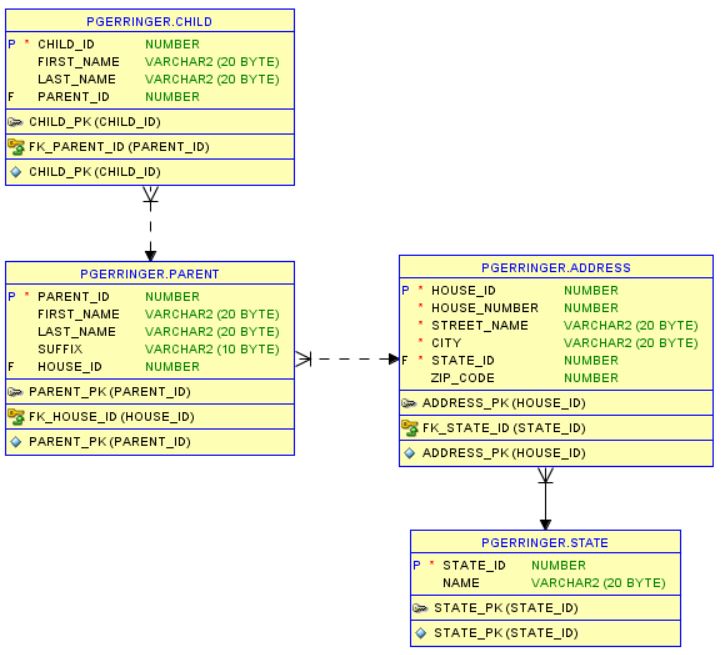 PGERRINGER.CHILD
P * CHILD_ID NUMBER
FIRST_NAME VARCHAR2 (20 BYTE)
LAST_NAME VARCHAR2 (20 BYTE)
F PARENT_ID NUMBER
CHILD_PK (CHILD_ID)
FK_PARENT_ID (PARENT_ID)
CHILD_PK (CHILD_ID)
PGERRINGER.PARENT
P * PARENT_ID NUMBER
FIRST_NAME VARCHAR2 (20 BYTE)
LAST_NAME VARCHAR2 (20 BYTE)
SUFFIX VARCHAR2 (10 BYTE)
F HOUSE_ID NUMBER
PARENT_PK (PARENT_ID)
FK_HOUSE_ID (HOUSE_ID)
PARENT_PK (PARENT_ID)
PGERRINGER.ADDRESS
P * HOUSE_ID NUMBER
* HOUSE_NUMBER NUMBER
* STREET_NAME VARCHAR2 (20 BYTE)
* CITY VARCHAR2 (20 BYTE)
F * STATE_ID NUMBER
ZIP_CODE NUMBER
ADDRESS_PK (HOUSE_ID)
FK_STATE_ID (STATE_ID)
ADDRESS_PK (HOUSE_ID)
PGERRINGER.STATE
P * STATE_ID NUMBER
NAME VARCHAR2 (20 BYTE)
STATE_PK (STATE_ID)
STATE_PK (STATE_ID)